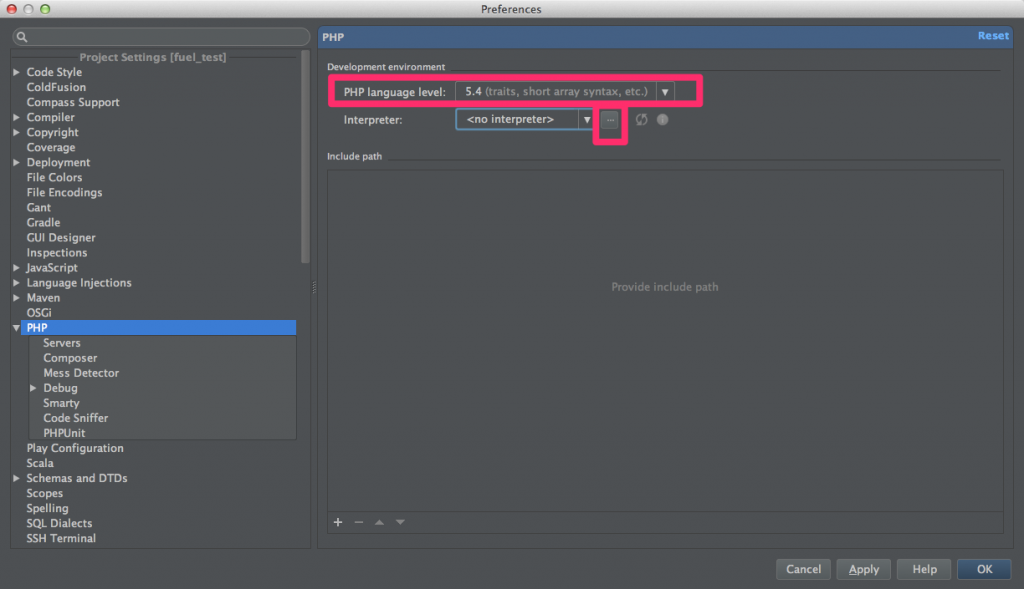 Preferences
Project Settings [fuel_test]
Code Style
ColdFusion
Compass Support
Compiler
Copyright
Coverage
Deployment
File Colors
File Encodings
Gant
Gradle
GUI Designer
Inspections
JavaScript
Language Injections
Maven
OSGi
PHP
Servers
Composer
Mess Detector
Debug
Smarty
Code Sniffer
PHPUnit
Play Configuration
Scala
Schemas and DTDs
Scopes
Spelling
SQL Dialects
SSH Terminal
PHP Reset
Development environment
PHP language level: 5.4 (traits, short array syntax, etc.)
Interpreter: <no interpreter> ...
Include path
Provide include path
Cancel Apply Help OK